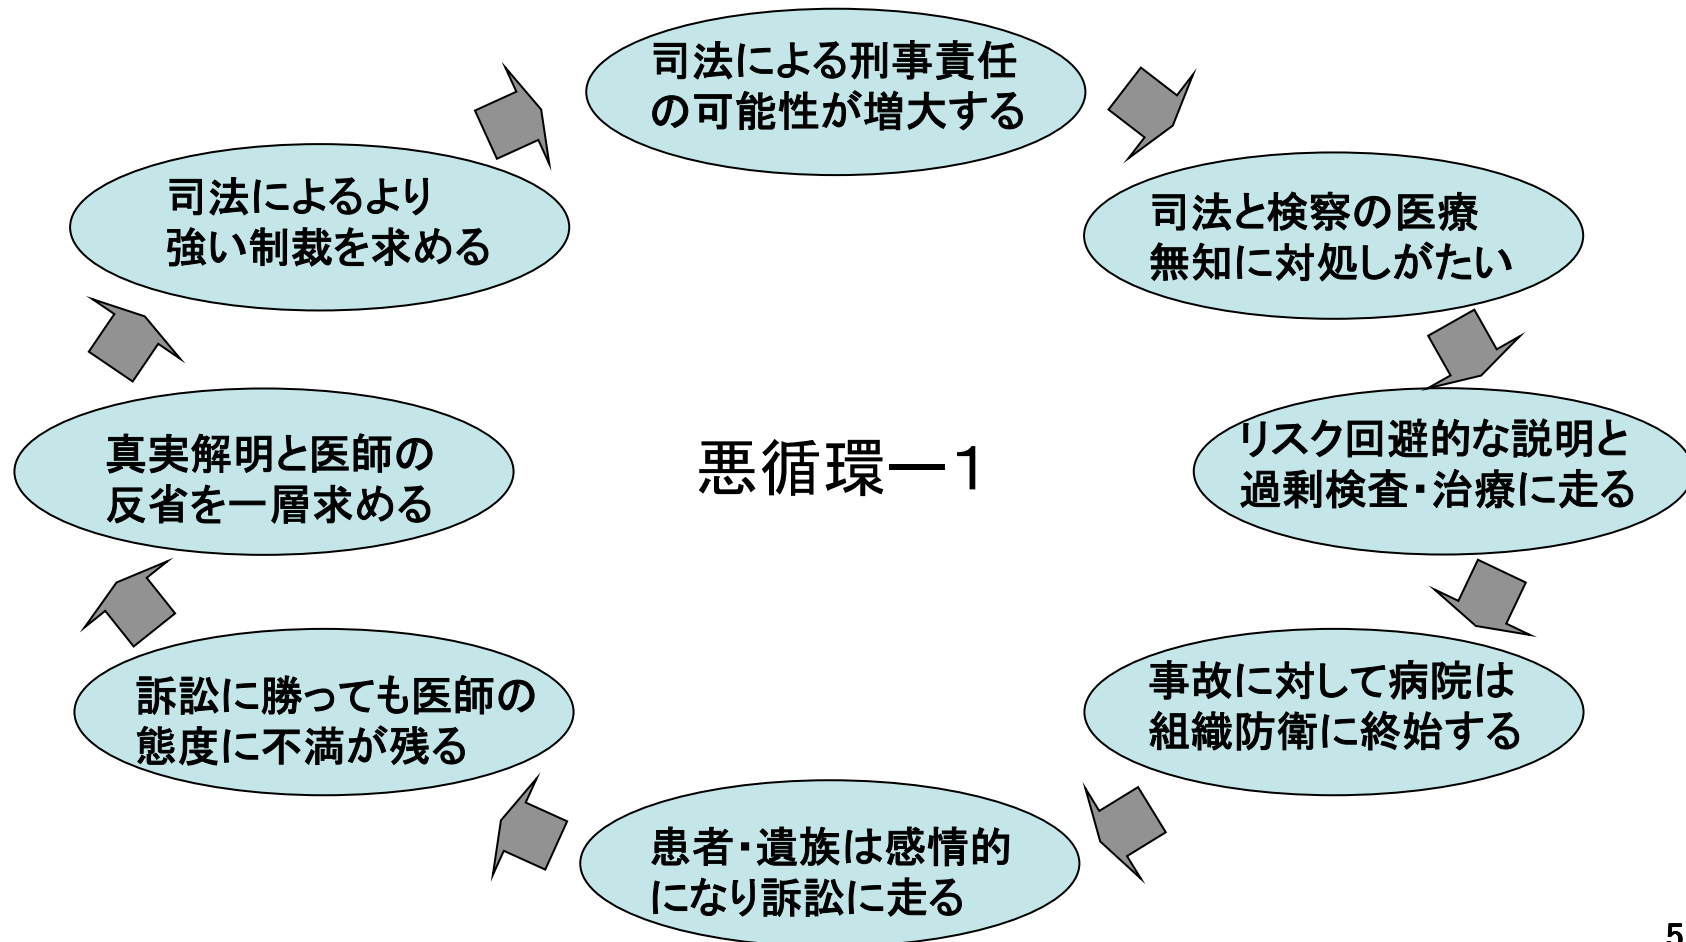 司法による刑事責任
の可能性が増大する
司法と検察の医療
無知に対処しがたい
リスク回避的な説明と
過剰検査・治療に走る
事故に対して病院は
組織防衛に終始する
患者・遺族は感情的
になり訴訟に走る
訴訟に勝っても医師の
態度に不満が残る
真実解明と医師の
反省を一層求める
司法によるより
強い制裁を求める
悪循環ー１
5